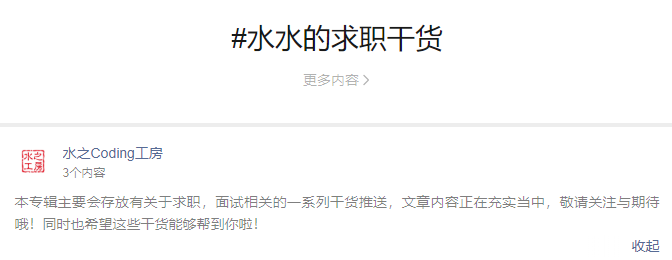 #水水的求职干货
更多内容
水之
工房
水之Coding工房
3个内容
本专辑主要会存放有关于求职，面试相关的一系列干货推送，文章内容正在充实当中，敬请关注与期待
哦！同时也希望这些干货能够帮到你啦！
收起